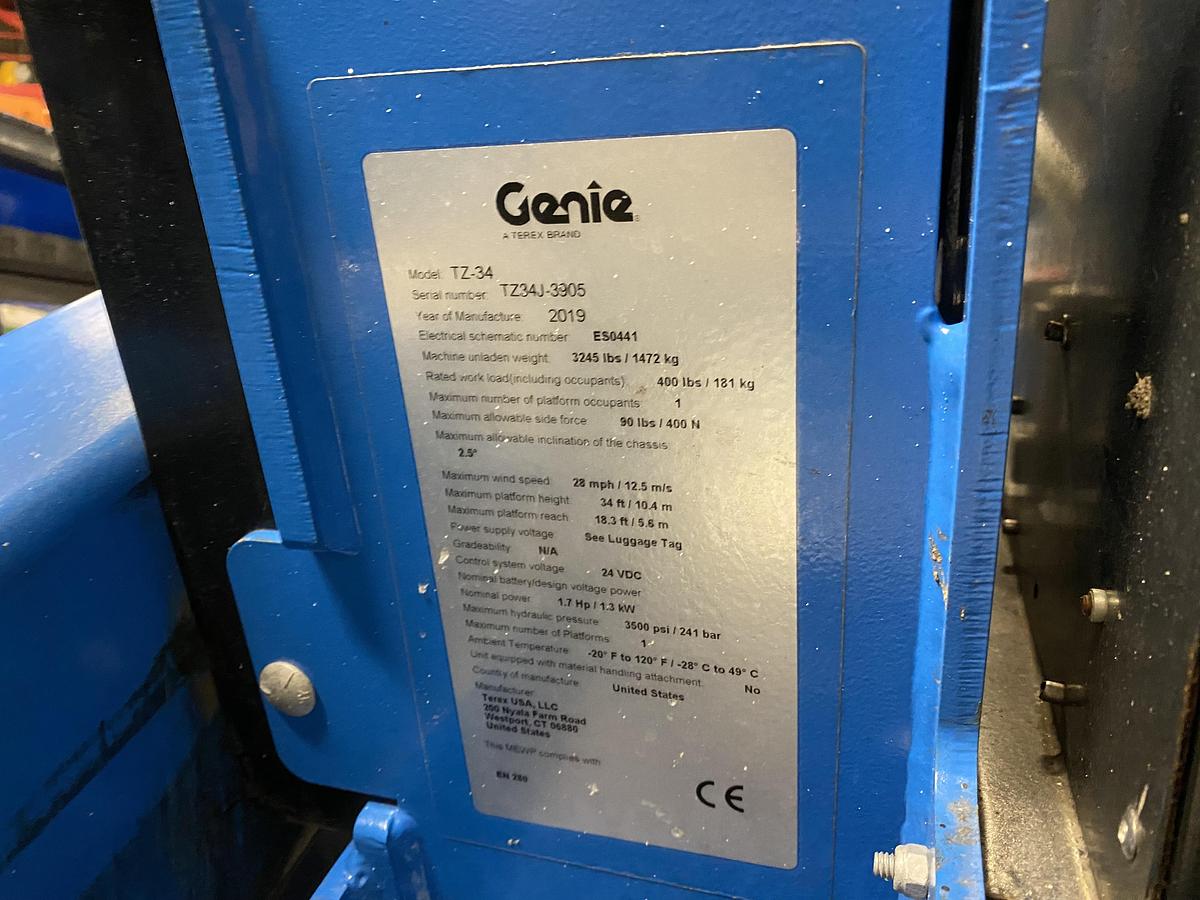 Genie
A TEREX BRAND
Model: TZ-34
Serial number: TZ34J-3905
Year of Manufacture: 2019
Electrical schematic number: ES0441
Machine unladen weight: 3245 lbs / 1472 kg
Rated work load(including occupants): 400 lbs / 181 kg
Maximum number of platform occupants: 1
Maximum allowable side force: 90 lbs / 400 N
Maximum allowable inclination of the chassis:
2.5°
Maximum wind speed: 28 mph / 12.5 m/s
Maximum platform height: 34 ft / 10.4 m
Maximum platform reach: 18.3 ft / 5.6 m
Power supply voltage: See Luggage Tag
Gradeability: N/A
Control system voltage: 24 VDC
Nominal battery/design voltage power
Nominal power: 1.7 Hp / 1.3 kW
Maximum hydraulic pressure: 3500 psi / 241 bar
Maximum number of Platforms: 1
Ambient Temperature: -20° F to 120° F / -28° C to 49° C
Unit equipped with material handling attachment: No
Country of manufacture: United States
Manufacturer:
Terex USA, LLC
200 Nyala Farm Road
Westport, CT 06880
United States
This MEWP complies with:
EN 280
CE